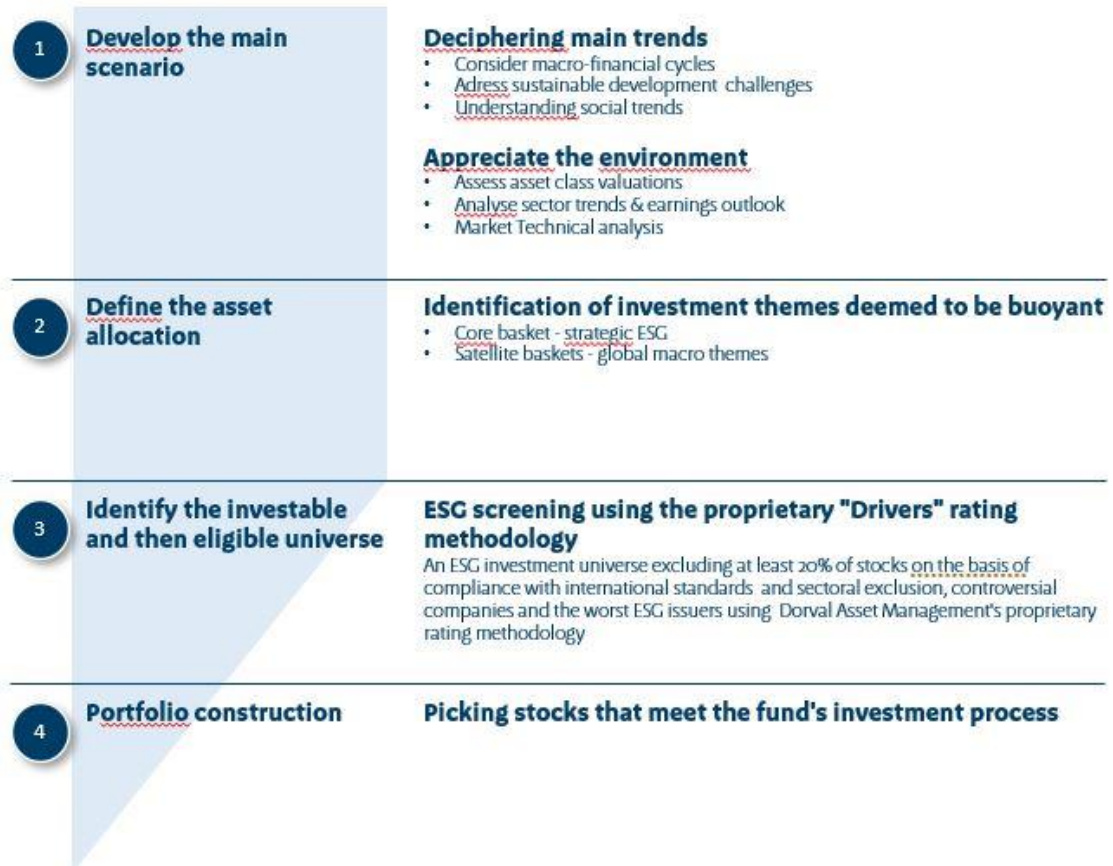 1
Develop the main
scenario
Deciphering main trends
• Consider macro-financial cycles
• Adress sustainable development challenges
• Understanding social trends
Appreciate the environment
• Assess asset class valuations
• Analyse sector trends & earnings outlook
• Market Technical analysis
2
Define the asset
allocation
Identification of investment themes deemed to be buoyant
• Core basket - strategic ESG
• Satellite baskets - global macro themes
3
Identify the investable
and then eligible universe
ESG screening using the proprietary "Drivers" rating
methodology
An ESG investment universe excluding at least 20% of stocks on the basis of
compliance with international standards and sectoral exclusion, controversial
companies and the worst ESG issuers using Dorval Asset Management's proprietary
rating methodology
4
Portfolio construction
Picking stocks that meet the fund's investment process